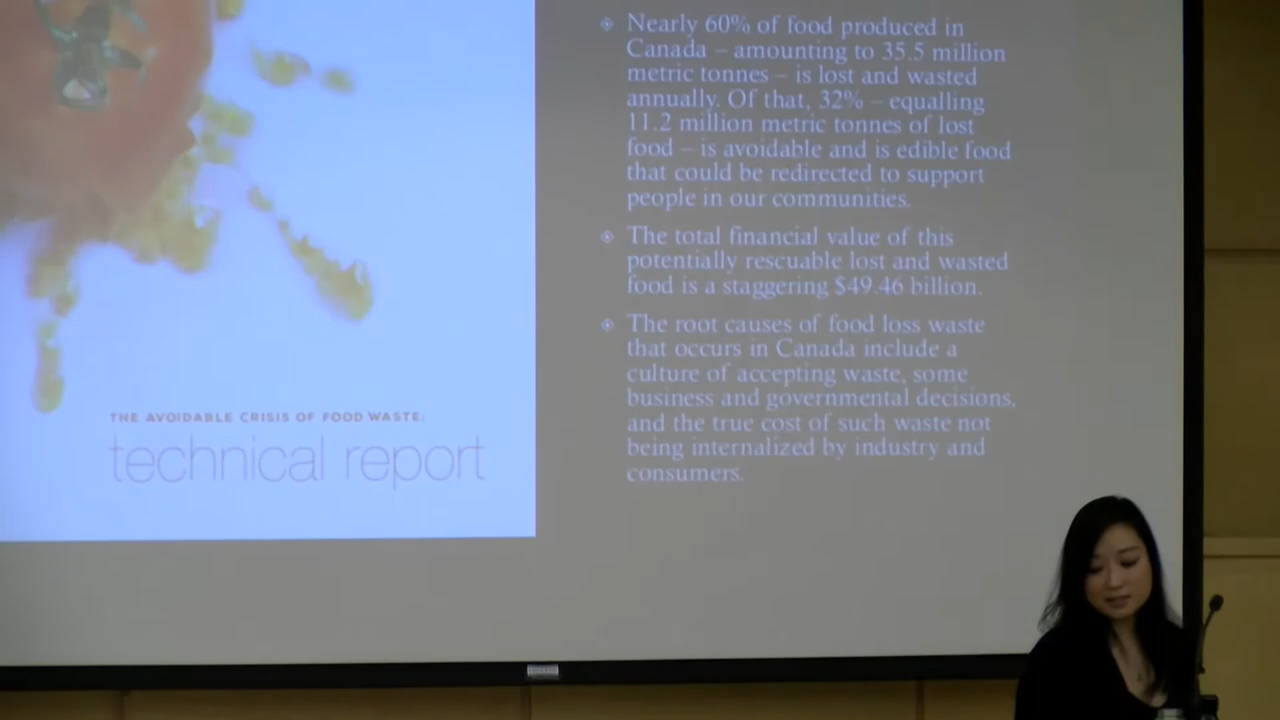 Nearly 60% of food produced in
Canada – amounting to 35.5 million
metric tonnes – is lost and wasted
annually. Of that, 32% – equalling
11.2 million metric tonnes of lost
food – is avoidable and is edible food
that could be redirected to support
people in our communities.
The total financial value of this
potentially rescuable lost and wasted
food is a staggering $49.46 billion.
The root causes of food loss waste
that occurs in Canada include a
culture of accepting waste, some
business and governmental decisions,
and the true cost of such waste not
being internalized by industry and
consumers.
THE AVOIDABLE CRISIS OF FOOD WASTE:
technical report